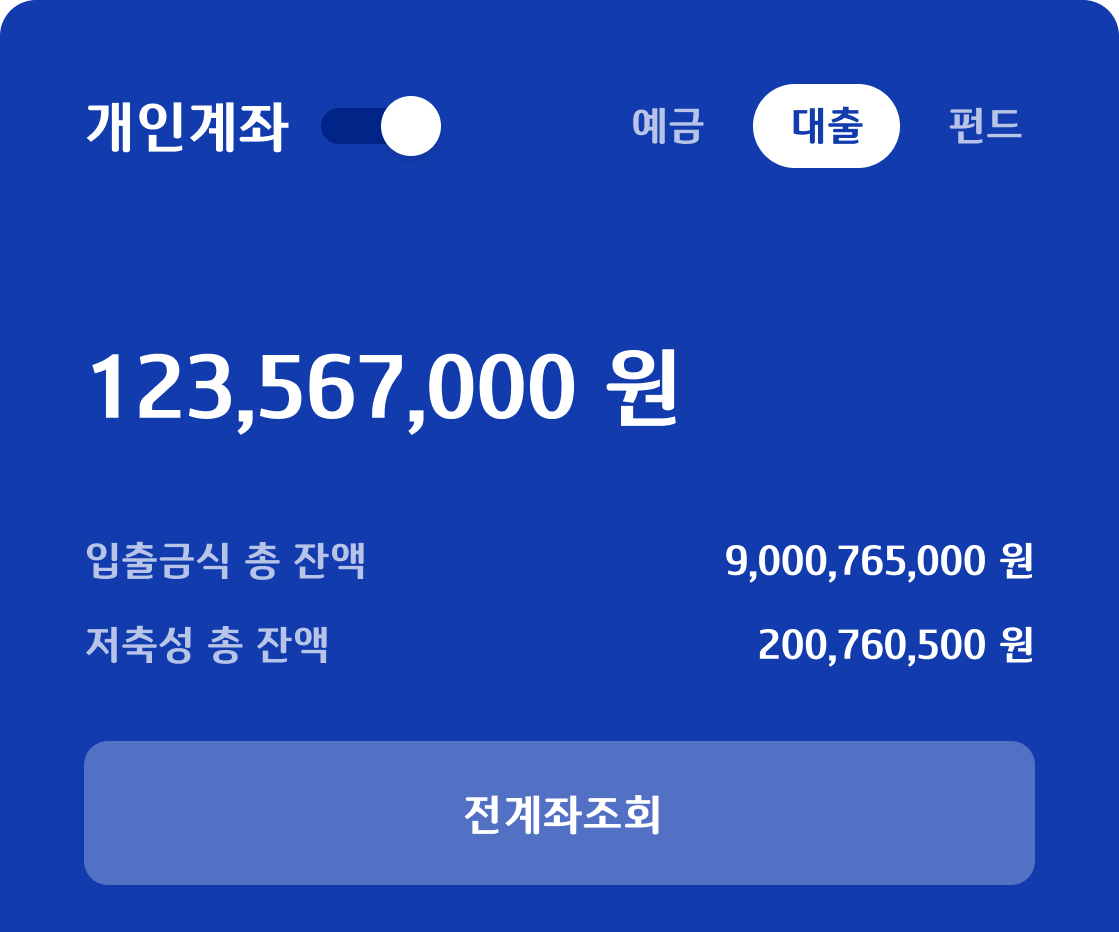 개인계좌 예금 대출 펀드
123,567,000 원
입출금식 총 잔액 9,000,765,000 원
저축성 총 잔액 200,760,500 원
전계좌조회